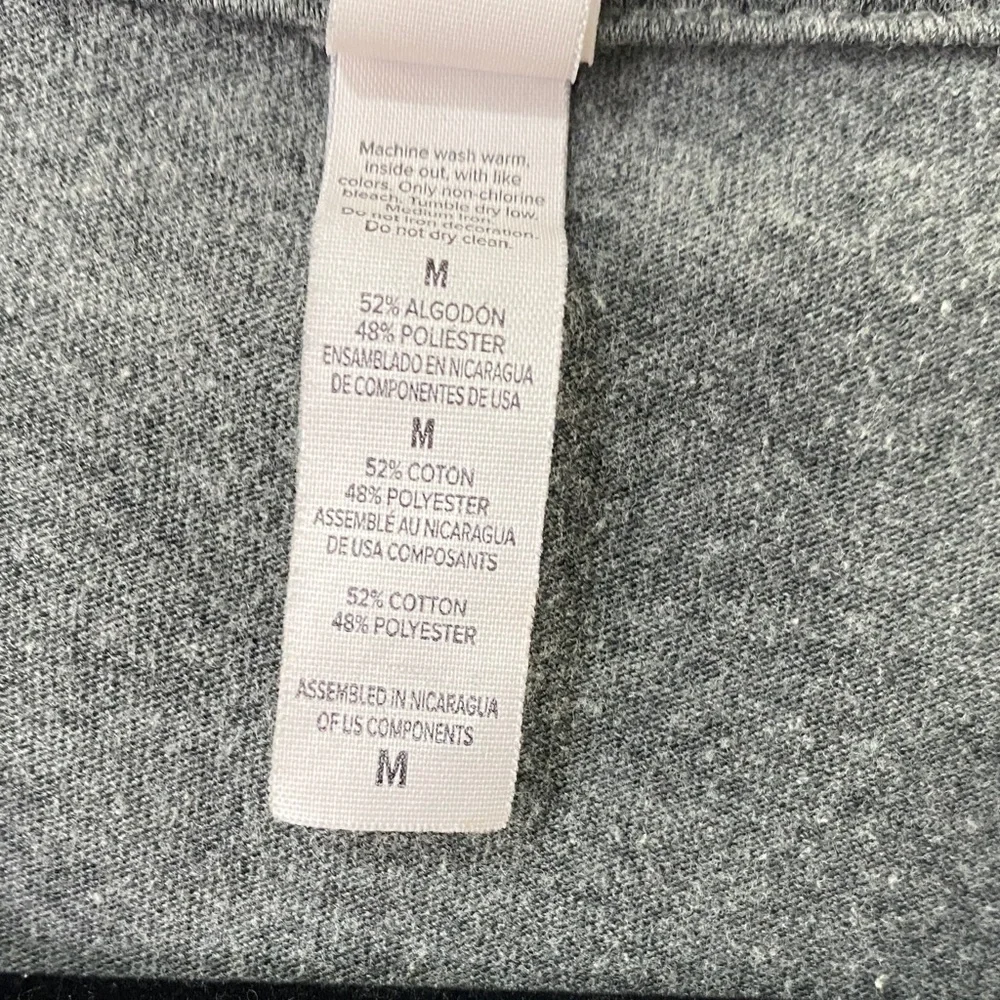 Machine wash warm,
inside out, with like
colors. Only non-chlorine
bleach. Tumble dry low.
Medium iron.
Do not iron decoration.
Do not dry clean.
M
52% ALGODÓN
48% POLIESTER
ENSAMBLADO EN NICARAGUA
DE COMPONENTES DE USA
M
52% COTON
48% POLYESTER
ASSEMBLÉ AU NICARAGUA
DE USA COMPOSANTS
52% COTTON
48% POLYESTER
ASSEMBLED IN NICARAGUA
OF US COMPONENTS
M